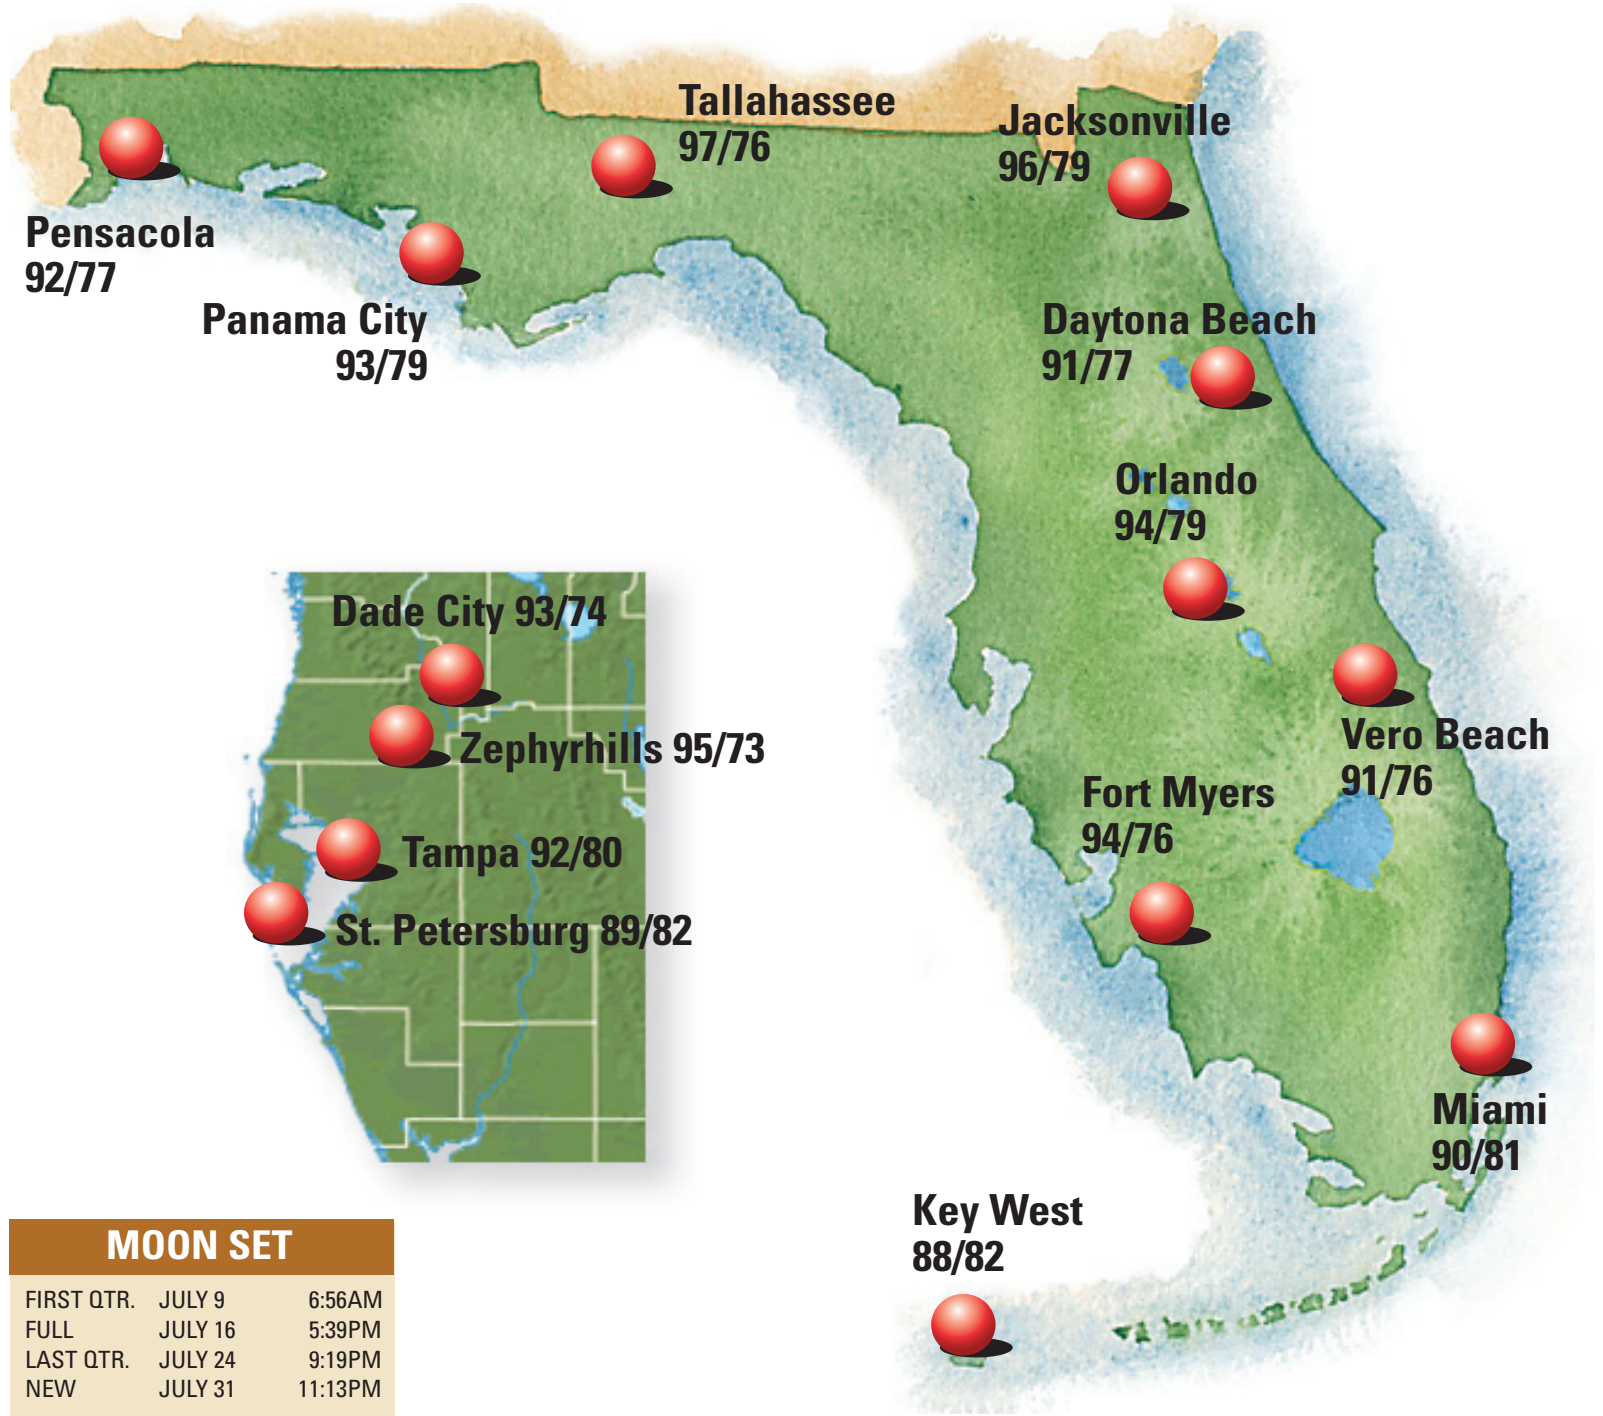 Tallahassee
97/76
Jacksonville
96/79
Pensacola
92/77
Panama City
93/79
Daytona Beach
91/77
Orlando
94/79
Dade City 93/74
Zephyrhills 95/73
Tampa 92/80
St. Petersburg 89/82
Vero Beach
91/76
Fort Myers
94/76
Miami
90/81
Key West
88/82
MOON SET
FIRST QTR. JULY 9 6:56AM
FULL JULY 16 5:39PM
LAST QTR. JULY 24 9:19PM
NEW JULY 31 11:13PM